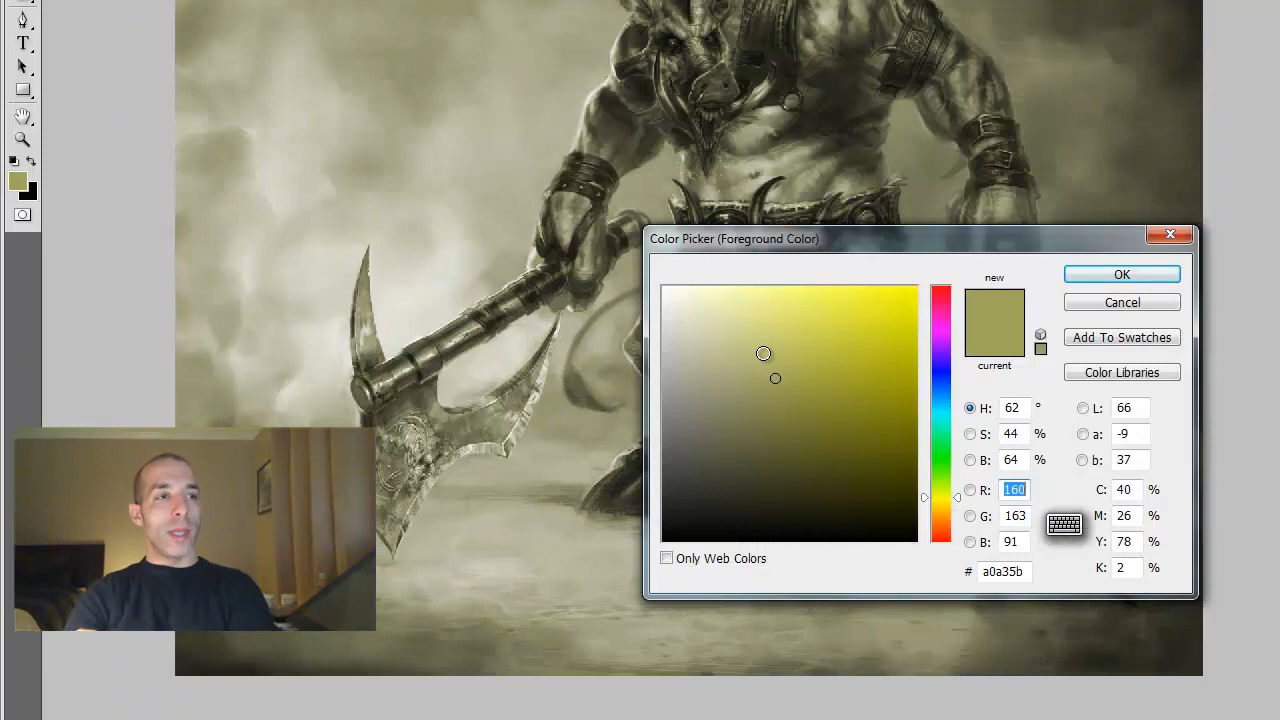 T
Color Picker (Foreground Color)
new
current
OK
Cancel
Add To Swatches
Color Libraries
H: 62 °
S: 44 %
B: 64 %
R: 160
G: 163
B: 91
# a0a35b
L: 66
a: -9
b: 37
C: 40 %
M: 26 %
Y: 78 %
K: 2 %
Only Web Colors